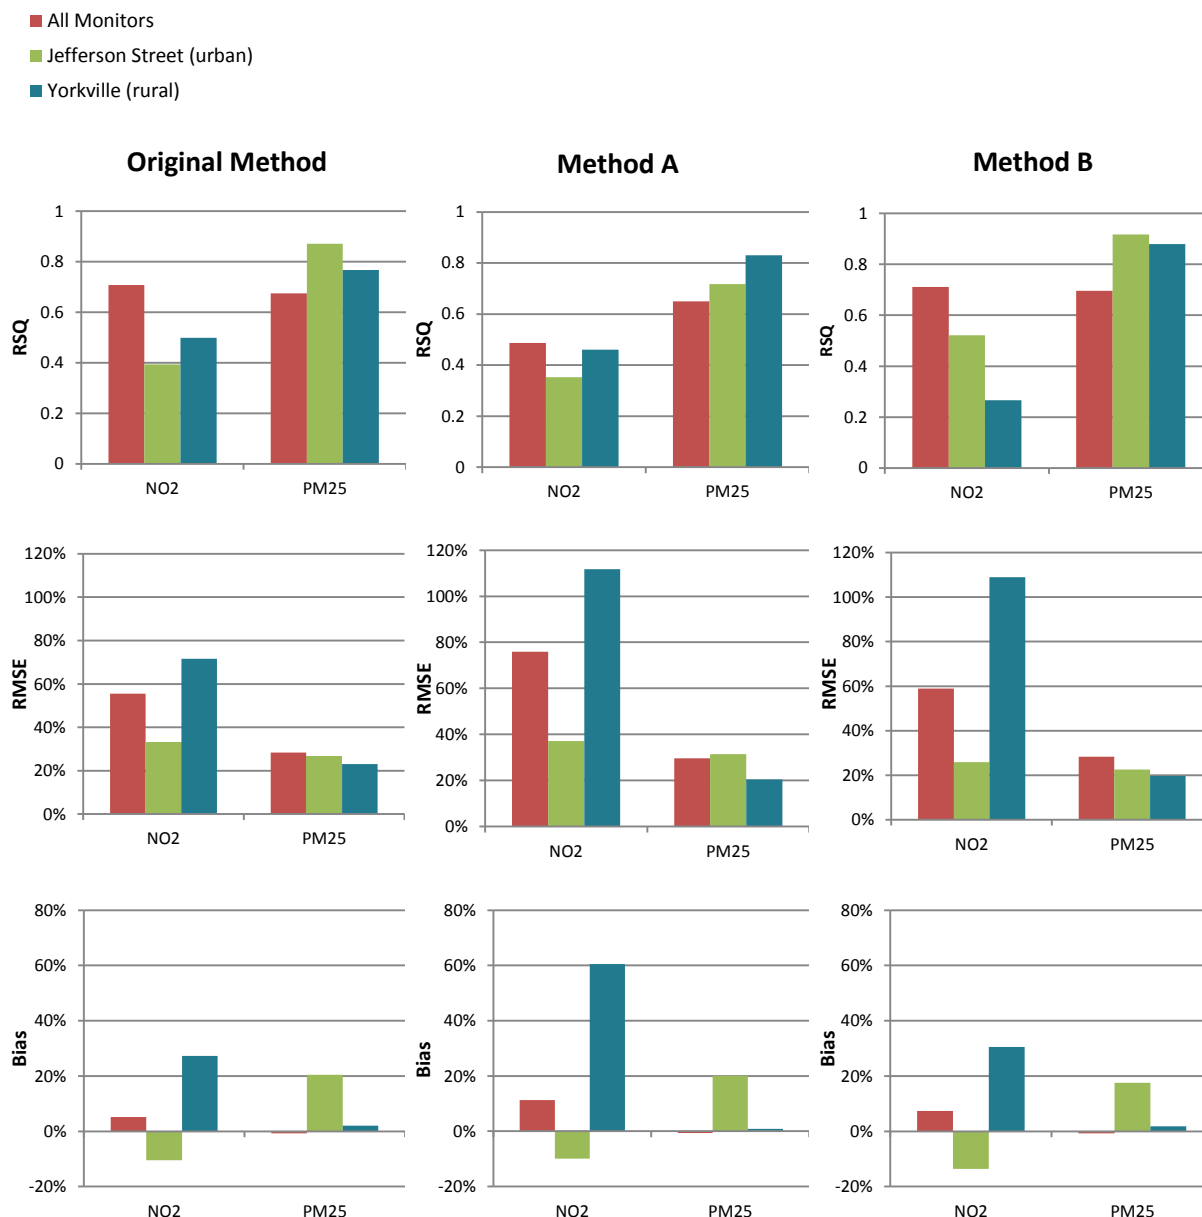 All Monitors
Jefferson Street (urban)
Yorkville (rural)
Original Method
Method A
Method B
RSQ
1
0.8
0.6
0.4
0.2
0
NO2
PM25
RSQ
1
0.8
0.6
0.4
0.2
0
NO2
PM25
RSQ
1
0.8
0.6
0.4
0.2
0
NO2
PM25
RMSE
120%
100%
80%
60%
40%
20%
0%
NO2
PM25
RMSE
120%
100%
80%
60%
40%
20%
0%
NO2
PM25
RMSE
120%
100%
80%
60%
40%
20%
0%
NO2
PM25
Bias
80%
60%
40%
20%
0%
-20%
NO2
PM25
Bias
80%
60%
40%
20%
0%
-20%
NO2
PM25
Bias
80%
60%
40%
20%
0%
-20%
NO2
PM25